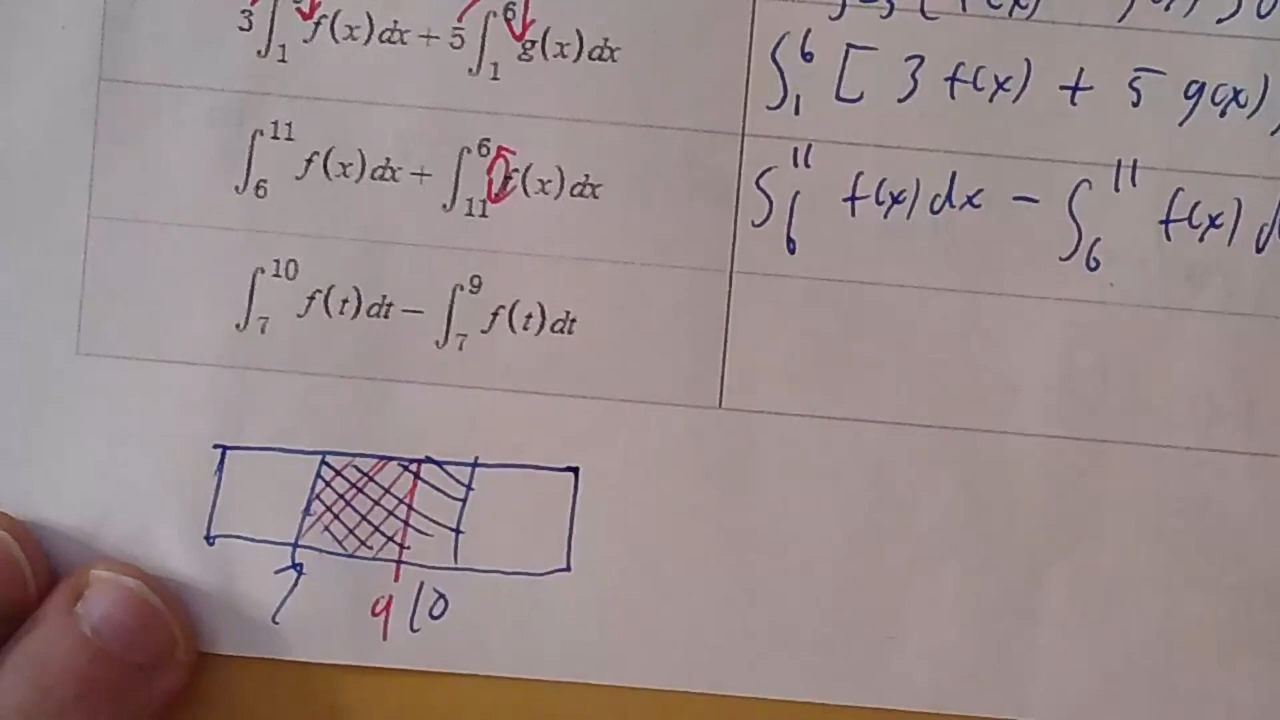 3∫₁⁶ f(x)dx + 5∫₁⁶ g(x)dx
∫₁⁶ [ 3 f(x) + 5 g(x)
∫₆¹¹ f(x)dx + ∫₁₁⁶ f(x)dx
∫₆¹¹ f(x)dx − ∫₆¹¹ f(x)d
∫₇¹⁰ f(t)dt − ∫₇⁹ f(t)dt
7 9 10